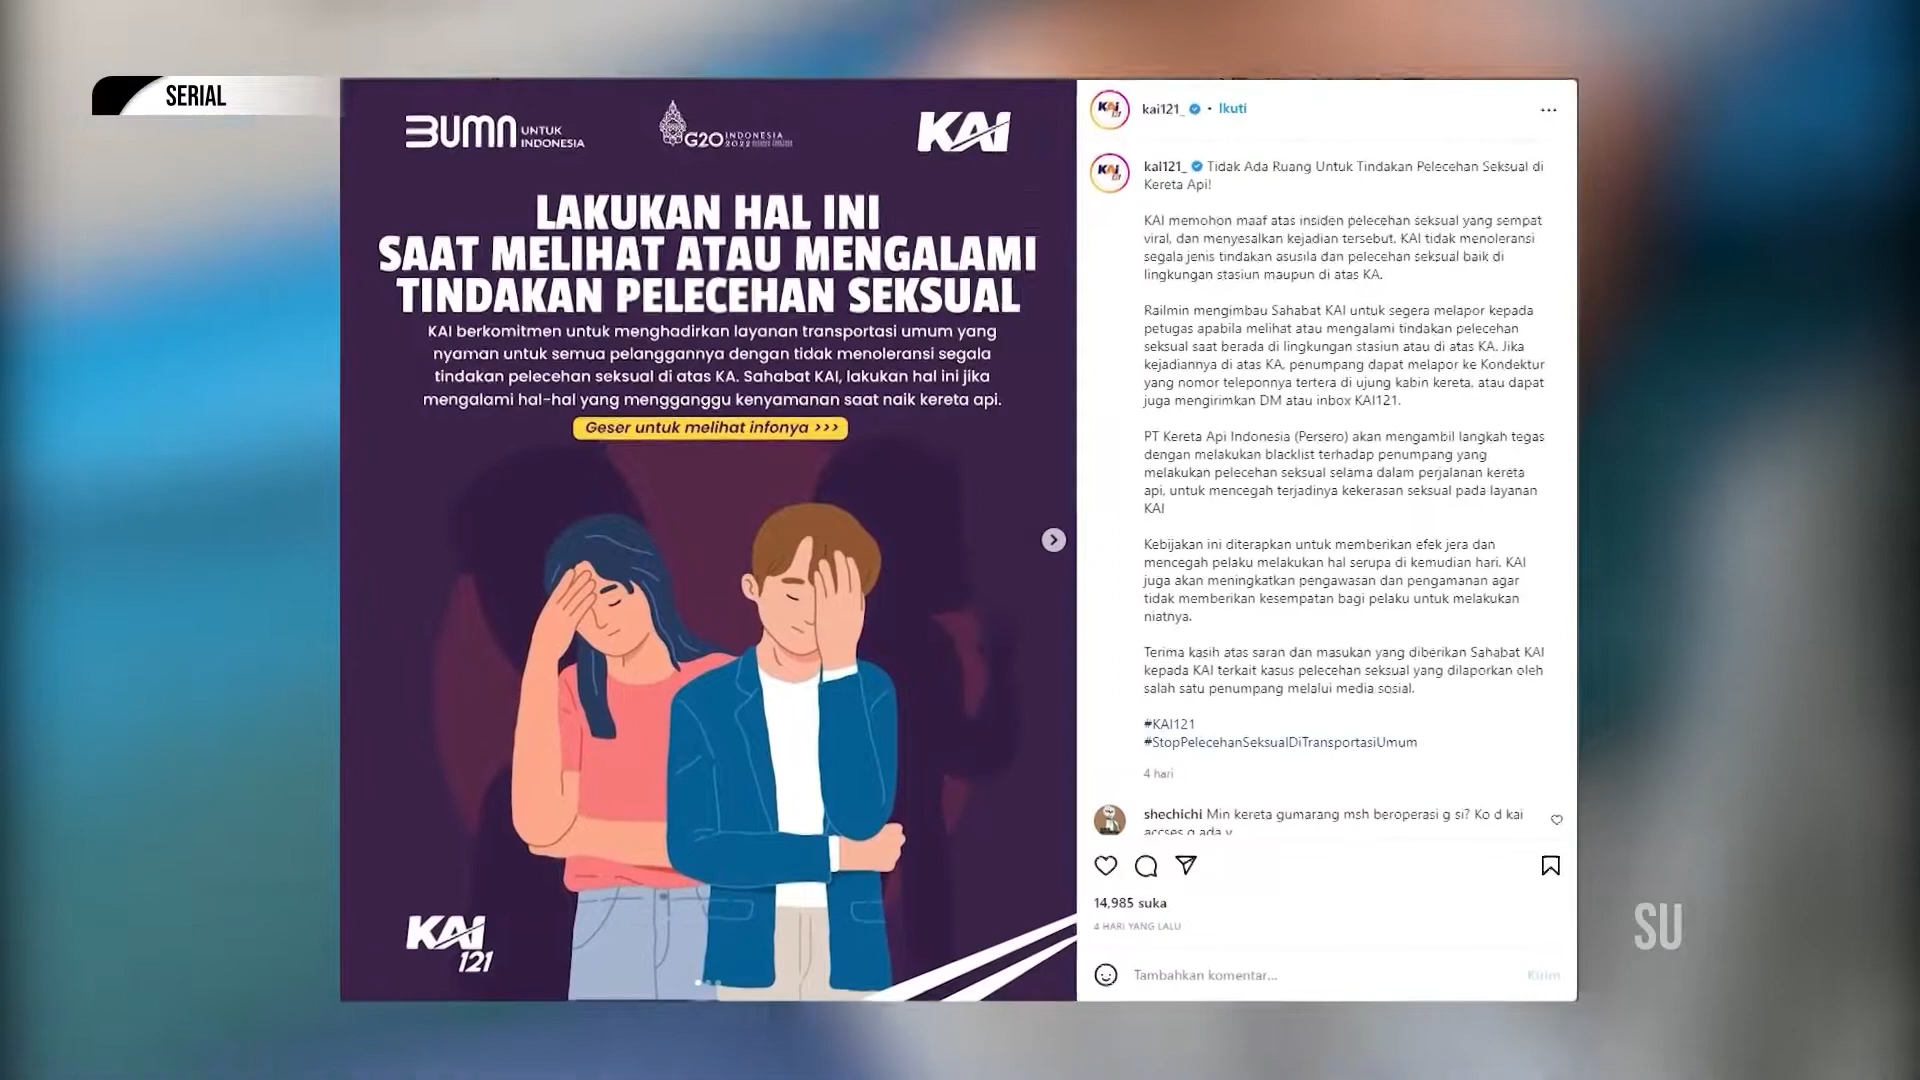 SERIAL
BUMN UNTUK
INDONESIA
G20 INDONESIA
2022
KAI
LAKUKAN HAL INI
SAAT MELIHAT ATAU MENGALAMI
TINDAKAN PELECEHAN SEKSUAL
KAI berkomitmen untuk menghadirkan layanan transportasi umum yang
nyaman untuk semua pelanggannya dengan tidak menoleransi segala
tindakan pelecehan seksual di atas KA. Sahabat KAI, lakukan hal ini jika
mengalami hal-hal yang mengganggu kenyamanan saat naik kereta api.
Geser untuk melihat infonya >>>
KAI
121
kai121_ • Ikuti
kai121_ Tidak Ada Ruang Untuk Tindakan Pelecehan Seksual di
Kereta Api!
KAI memohon maaf atas insiden pelecehan seksual yang sempat
viral, dan menyesalkan kejadian tersebut. KAI tidak menoleransi
segala jenis tindakan asusila dan pelecehan seksual baik di
lingkungan stasiun maupun di atas KA.
Railmin mengimbau Sahabat KAI untuk segera melapor kepada
petugas apabila melihat atau mengalami tindakan pelecehan
seksual saat berada di lingkungan stasiun atau di atas KA. Jika
kejadiannya di atas KA, penumpang dapat melapor ke Kondektur
yang nomor teleponnya tertera di ujung kabin kereta, atau dapat
juga mengirimkan DM atau inbox KAI121.
PT Kereta Api Indonesia (Persero) akan mengambil langkah tegas
dengan melakukan blacklist terhadap penumpang yang
melakukan pelecehan seksual selama dalam perjalanan kereta
api, untuk mencegah terjadinya kekerasan seksual pada layanan
KAI
Kebijakan ini diterapkan untuk memberikan efek jera dan
mencegah pelaku melakukan hal serupa di kemudian hari. KAI
juga akan meningkatkan pengawasan dan pengamanan agar
tidak memberikan kesempatan bagi pelaku untuk melakukan
niatnya.
Terima kasih atas saran dan masukan yang diberikan Sahabat KAI
kepada KAI terkait kasus pelecehan seksual yang dilaporkan oleh
salah satu penumpang melalui media sosial.
#KAI121
#StopPelecehanSeksualDiTransportasiUmum
4 hari
shechichi Min kereta gumarang msh beroperasi g si? Ko d kai
accses g ada y
14,985 suka
4 HARI YANG LALU
Tambahkan komentar...
Kirim
SU